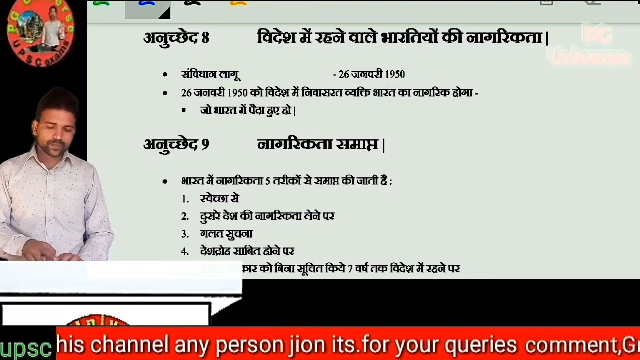 अनुच्छेद 8 विदेश में रहने वाले भारतियों की नागरिकता |
संविधान लागू - 26 जनवरी 1950
26 जनवरी 1950 को विदेश में निवासरत व्यक्ति भारत का नागरिक होगा -
जो भारत में पैदा हुए हो |
अनुच्छेद 9 नागरिकता समाप्त |
भारत में नागरिकता 5 तरीकों से समाप्त की जाती है :
1. स्वेच्छा से
2. दुसरे देश की नागरिकता लेने पर
3. गलत सुचना
4. देशद्रोह साबित होने पर
को बिना सूचित किये 7 वर्ष तक विदेश में रहने पर
upsc his channel any person jion its.for your queries comment,G